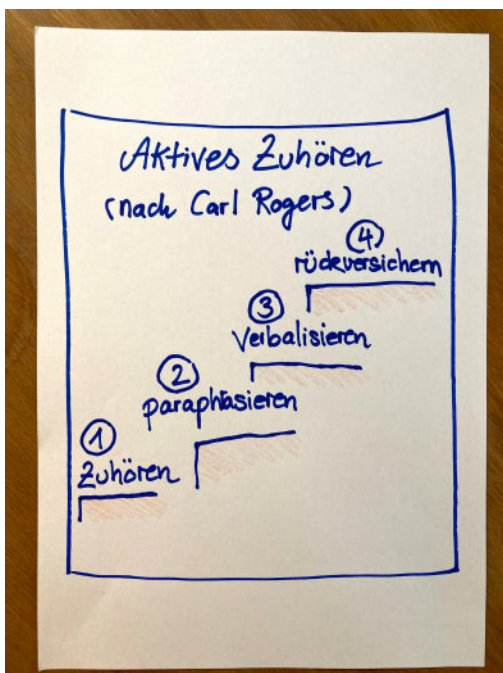 Aktives Zuhören
(nach Carl Rogers)
4
rückversichern
3
Verbalisieren
2
paraphrasieren
1
Zuhören